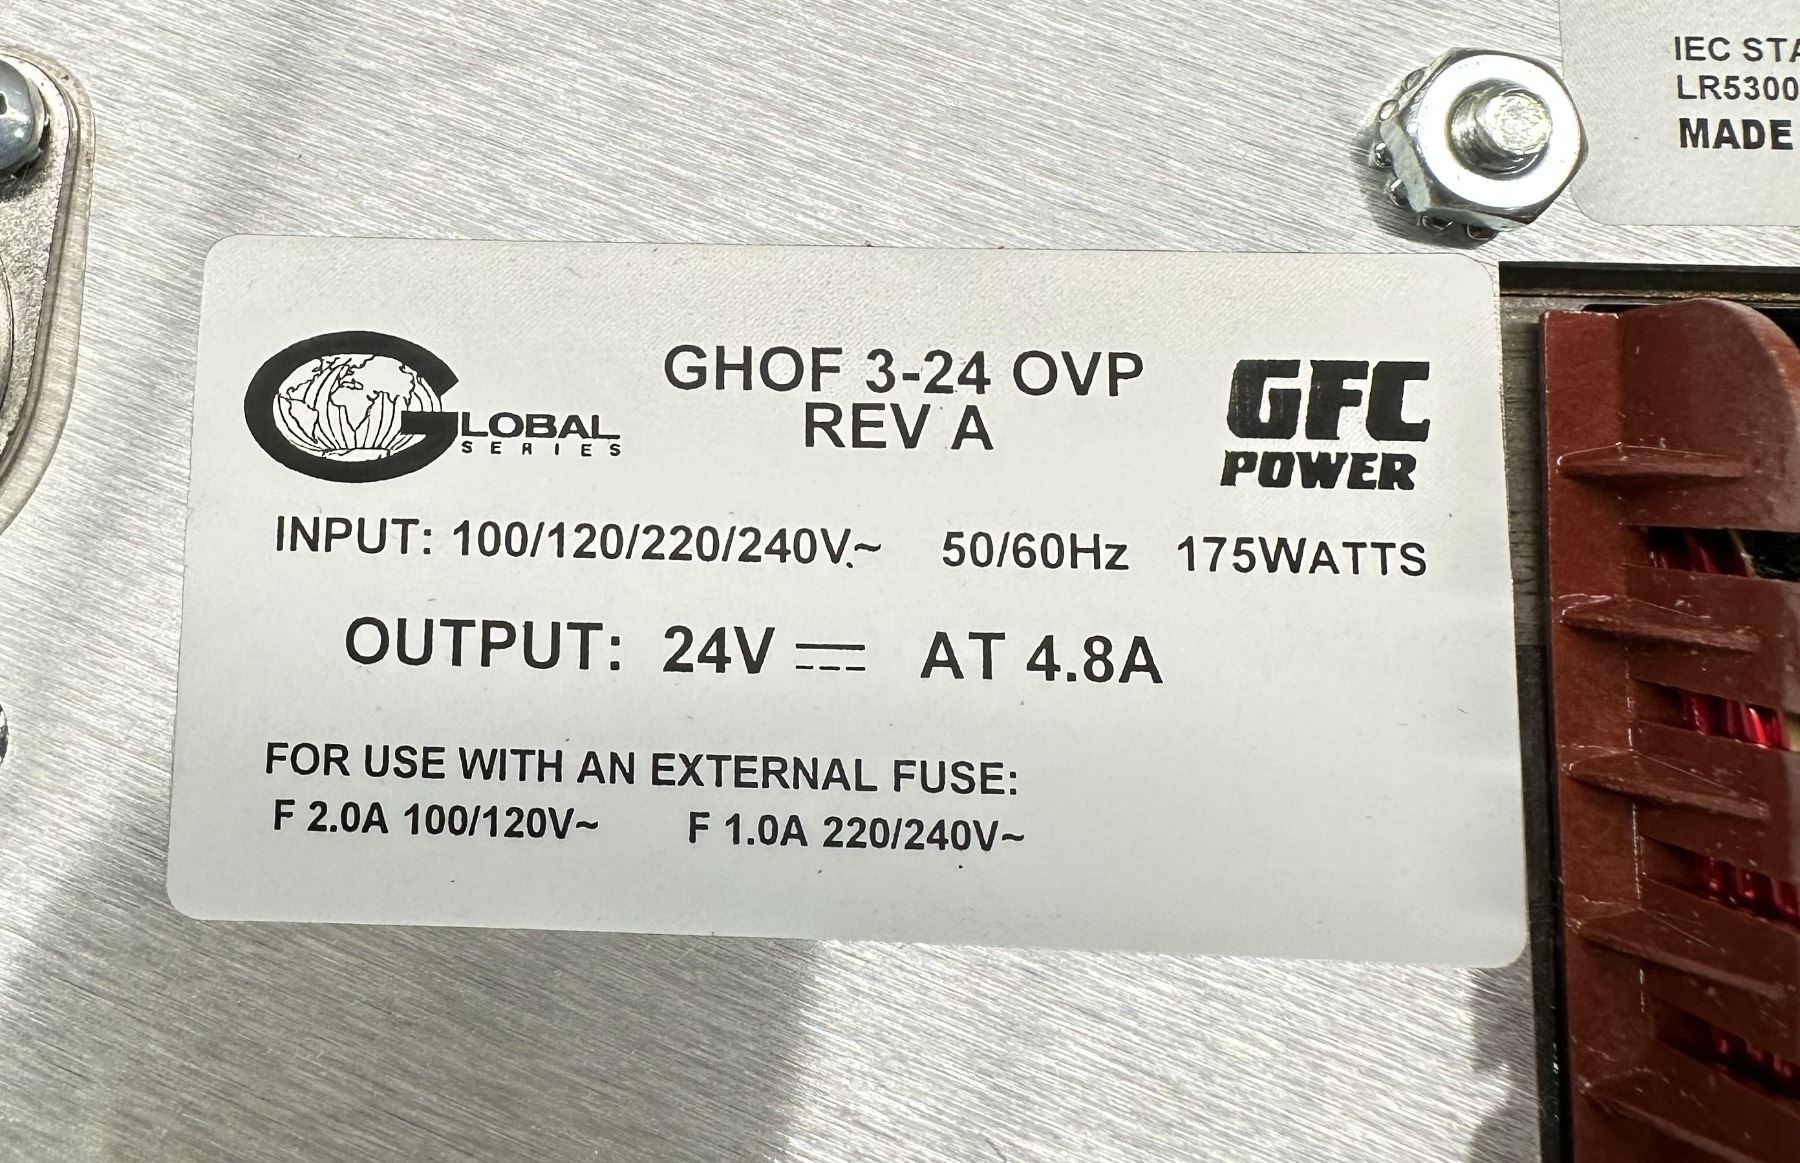 IEC STA
LR5300
MADE
GLOBAL
SERIES
GHOF 3-24 OVP
REV A
GFC
POWER
INPUT: 100/120/220/240V~ 50/60Hz 175WATTS
OUTPUT: 24V ⎓ AT 4.8A
FOR USE WITH AN EXTERNAL FUSE:
F 2.0A 100/120V~ F 1.0A 220/240V~